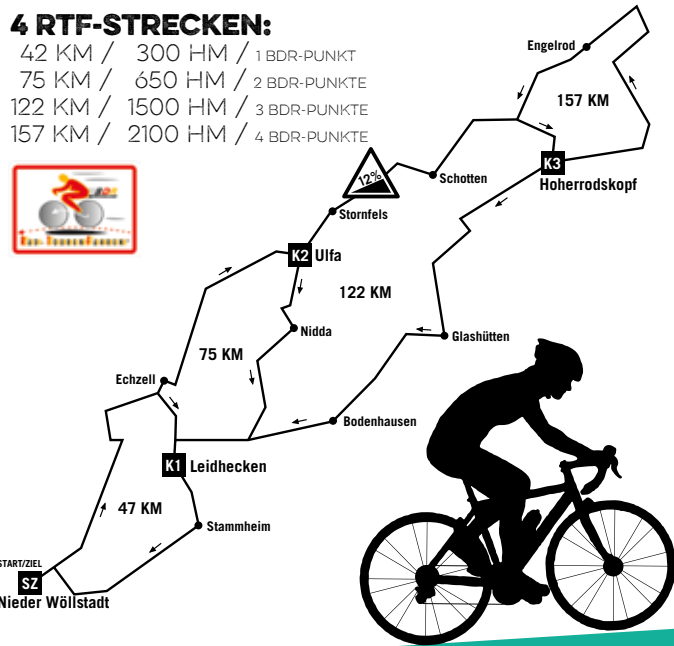 4 RTF-STRECKEN:
42 KM / 300 HM / 1 BDR-PUNKT
75 KM / 650 HM / 2 BDR-PUNKTE
122 KM / 1500 HM / 3 BDR-PUNKTE
157 KM / 2100 HM / 4 BDR-PUNKTE
BDR
RAD-TOURENFAHREN
Engelrod
157 KM
K3
Hoherrodskopf
12%
Schotten
Stornfels
K2 Ulfa
122 KM
Nidda
Glashütten
75 KM
Echzell
Bodenhausen
K1 Leidhecken
47 KM
Stammheim
START/ZIEL
SZ
Nieder Wöllstadt